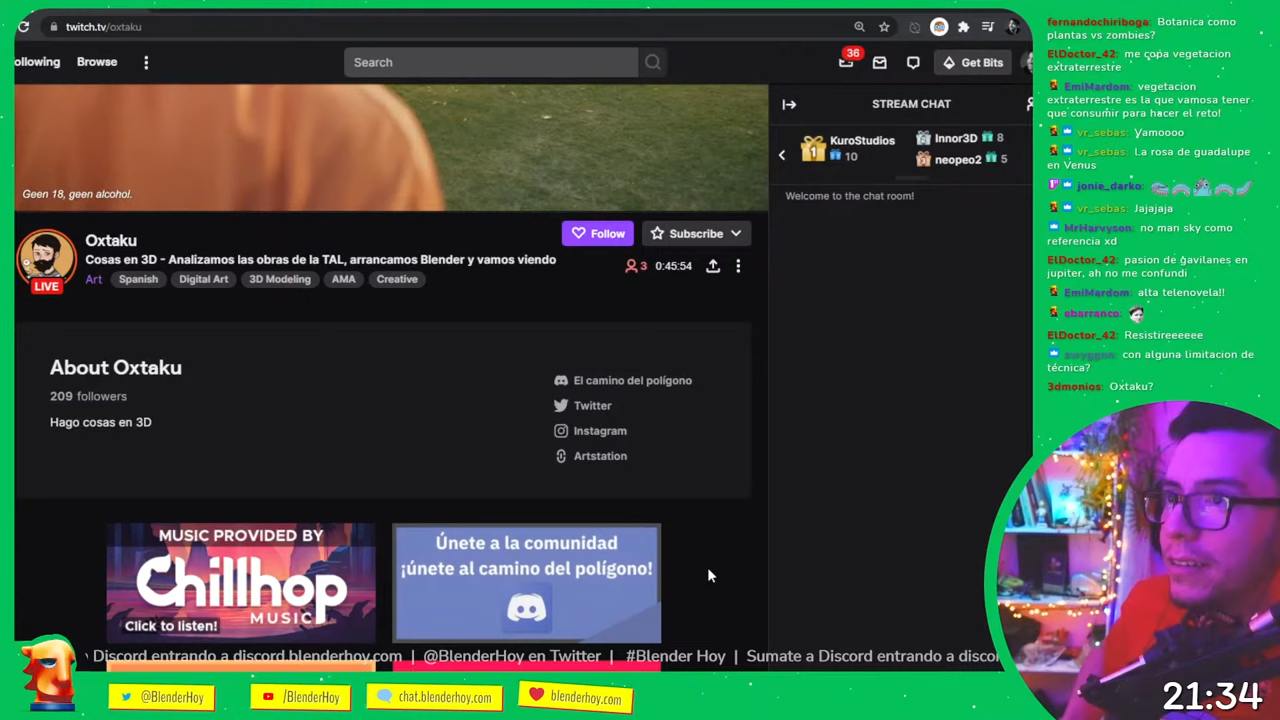 twitch.tv/oxtaku
ollowing
Browse
Search
36
Get Bits
STREAM CHAT
1 KuroStudios
10
Innor3D 8
neopeo2 5
Welcome to the chat room!
Geen 18, geen alcohol.
Oxtaku
Follow
Subscribe
Cosas en 3D - Analizamos las obras de la TAL, arrancamos Blender y vamos viendo
3 0:45:54
LIVE
Art Spanish Digital Art 3D Modeling AMA Creative
About Oxtaku
209 followers
Hago cosas en 3D
El camino del polígono
Twitter
Instagram
Artstation
MUSIC PROVIDED BY
Chillhop
MUSIC
Click to listen!
Únete a la comunidad
¡únete al camino del polígono!
Discord entrando a discord.blenderhoy.com | @BlenderHoy en Twitter | #Blender Hoy | Sumate a Discord entrando a discor
@BlenderHoy
/BlenderHoy
chat.blenderhoy.com
blenderhoy.com
fernandochiriboga: Botanica como
plantas vs zombies?
ElDoctor_42: me copa vegetacion
extraterrestre
EmiMardom: vegetacion
extraterrestre es la que vamosa tener
que consumir para hacer el reto!
vr_sebas: Yamoooo
vr_sebas: La rosa de guadalupe
en Venus
jonie_darko:
vr_sebas: Jajajaja
MrHarvyson: no man sky como
referencia xd
ElDoctor_42: pasion de gavilanes en
jupiter, ah no me confundi
EmiMardom: alta telenovela!!
ebarranco:
ElDoctor_42: Resistireeeeee
con alguna limitacion de
técnica?
3dmonios: Oxtaku?
21:34